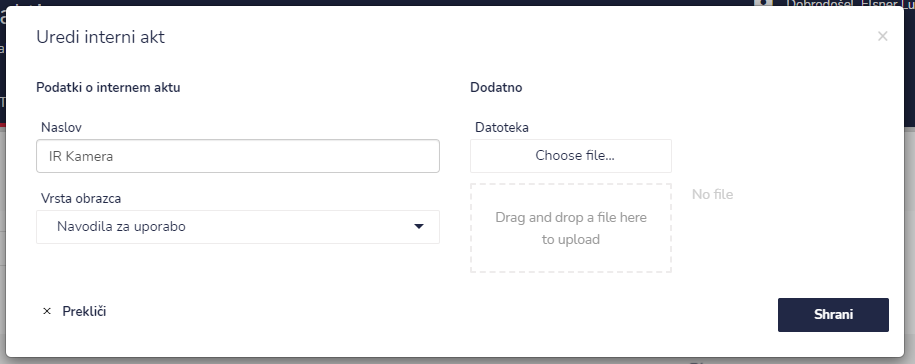 Dobrodošel, Elsner Lu
Uredi interni akt
×
Podatki o internem aktu
Dodatno
Naslov
Datoteka
IR Kamera
Choose file...
Vrsta obrazca
No file
Navodila za uporabo
Drag and drop a file here
to upload
× Prekliči
Shrani